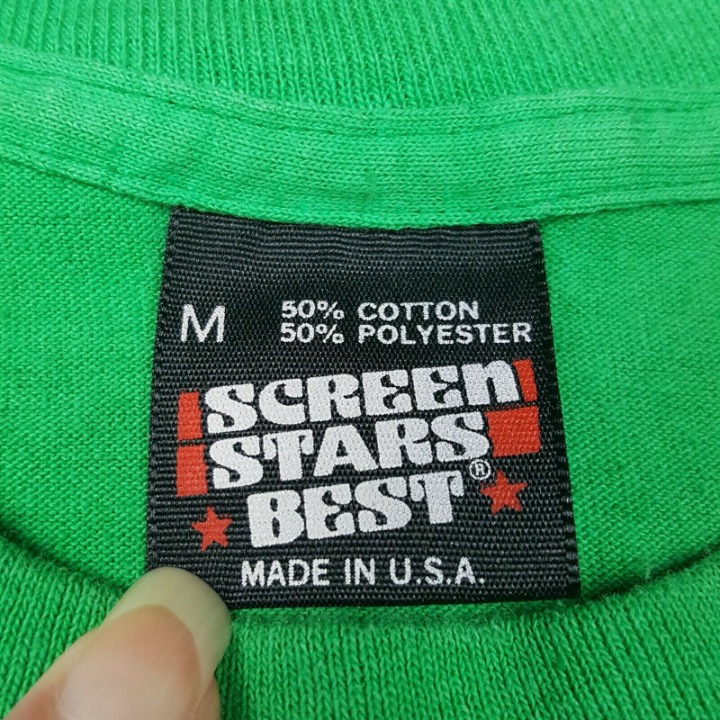 M
50% COTTON
50% POLYESTER
SCREEn
STARS
BEST®
MADE IN U.S.A.